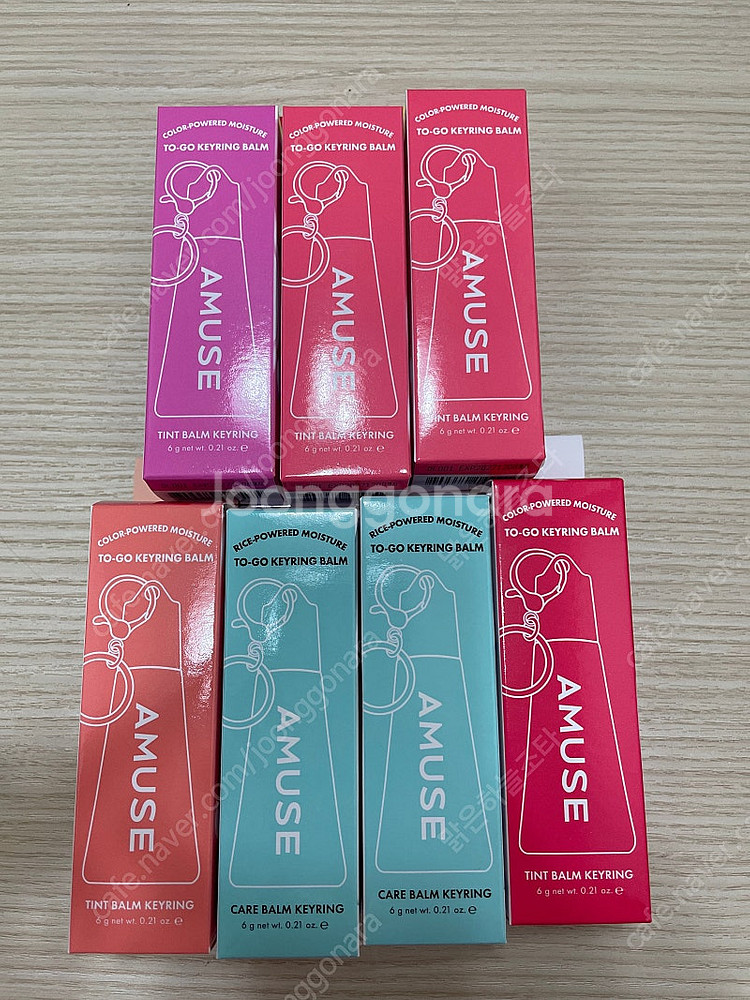 COLOR-POWERED MOISTURE
TO-GO KEYRING BALM
AMUSE
TINT BALM KEYRING
6 g net wt. 0.21 oz. ℮
COLOR-POWERED MOISTURE
TO-GO KEYRING BALM
AMUSE
TINT BALM KEYRING
6 g net wt. 0.21 oz. ℮
COLOR-POWERED MOISTURE
TO-GO KEYRING BALM
AMUSE
TINT BALM KEYRING
6 g net wt. 0.21 oz. ℮
Joonggonara
COLOR-POWERED MOISTURE
TO-GO KEYRING BALM
AMUSE
TINT BALM KEYRING
6 g net wt. 0.21 oz. ℮
RICE-POWERED MOISTURE
TO-GO KEYRING BALM
AMUSE
CARE BALM KEYRING
6 g net wt. 0.21 oz. ℮
RICE-POWERED MOISTURE
TO-GO KEYRING BALM
AMUSE
CARE BALM KEYRING
6 g net wt. 0.21 oz. ℮
COLOR-POWERED MOISTURE
TO-GO KEYRING BALM
AMUSE
TINT BALM KEYRING
6 g net wt. 0.21 oz. ℮
cafe.naver.com/joonggonara